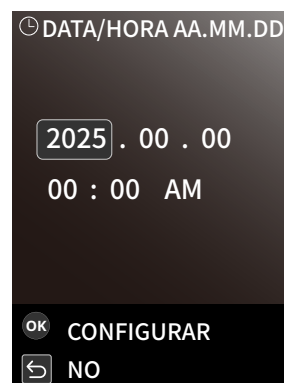 DATA/HORA AA.MM.DD
2025 . 00 . 00
00 : 00 AM
OK CONFIGURAR
NO